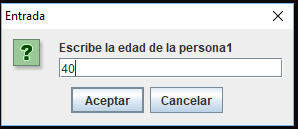 Entrada
?
Escribe la edad de la persona1
40
Aceptar
Cancelar